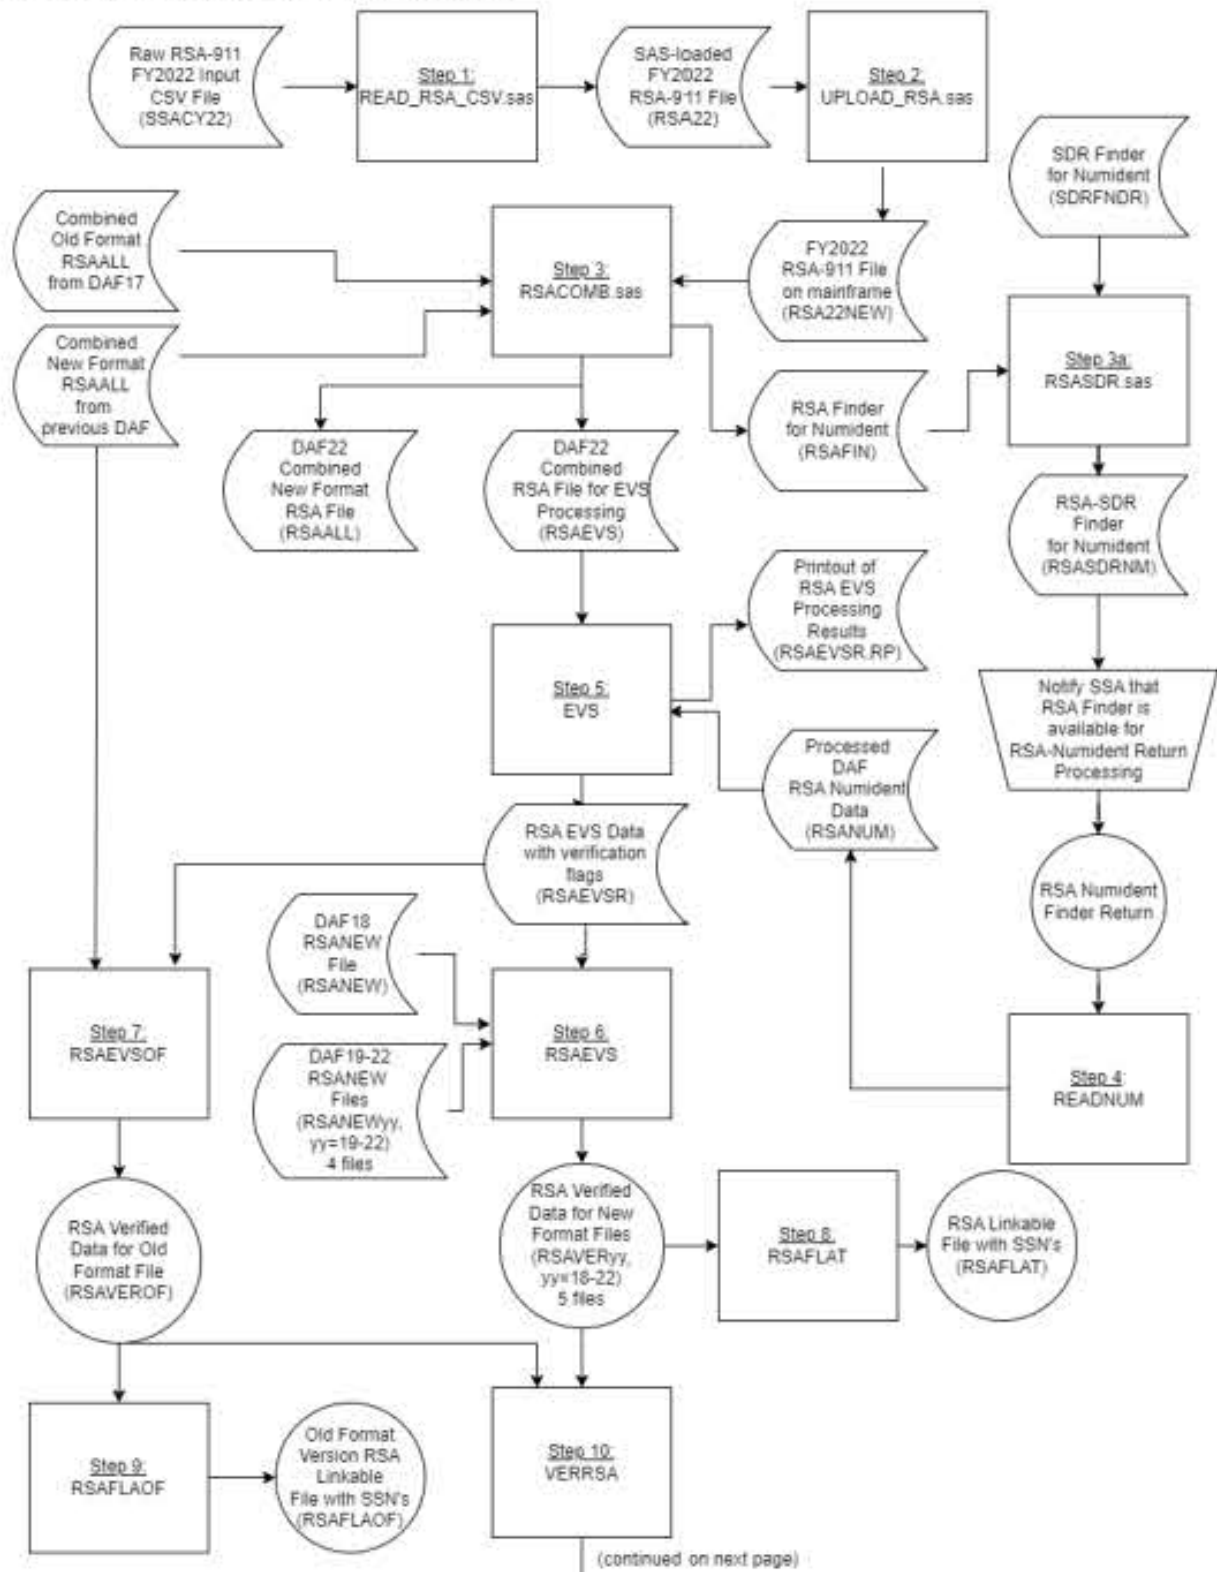 Raw RSA-911
FY2022 Input
CSV File
(SSACY22)
Step 1:
READ_RSA_CSV.sas
SAS-loaded
FY2022
RSA-911 File
(RSA22)
Step 2:
UPLOAD_RSA.sas
SDR Finder
for Numident
(SDRFNDR)
Combined
Old Format
RSAALL
from DAF17
Step 3:
RSACOMB.sas
FY2022
RSA-911 File
on mainframe
(RSA22NEW)
Combined
New Format
RSAALL
from
previous DAF
Step 3a:
RSASDR.sas
RSA Finder
for Numident
(RSAFIN)
DAF22
Combined
New Format
RSA File
(RSAALL)
DAF22
Combined
RSA File for EVS
Processing
(RSAEVS)
RSA-SDR
Finder
for Numident
(RSASDRNM)
Printout of
RSA EVS
Processing
Results
(RSAEVSR.RP)
Step 5:
EVS
Notify SSA that
RSA Finder is
available for
RSA-Numident Return
Processing
Processed
DAF
RSA Numident
Data
(RSANUM)
RSA EVS Data
with verification
flags
(RSAEVSR)
RSA Numident
Finder Return
DAF18
RSANEW
File
(RSANEW)
Step 7:
RSAEVSOF
Step 6:
RSAEVS
DAF19-22
RSANEW
Files
(RSANEWyy,
yy=19-22)
4 files
Step 4:
READNUM
RSA Verified
Data for Old
Format File
(RSAVEROF)
RSA Verified
Data for New
Format Files
(RSAVERyy,
yy=18-22)
5 files
Step 8:
RSAFLAT
RSA Linkable
File with SSN's
(RSAFLAT)
Step 9:
RSAFLAOF
Old Format
Version RSA
Linkable
File with SSN's
(RSAFLAOF)
Step 10:
VERRSA
(continued on next page)